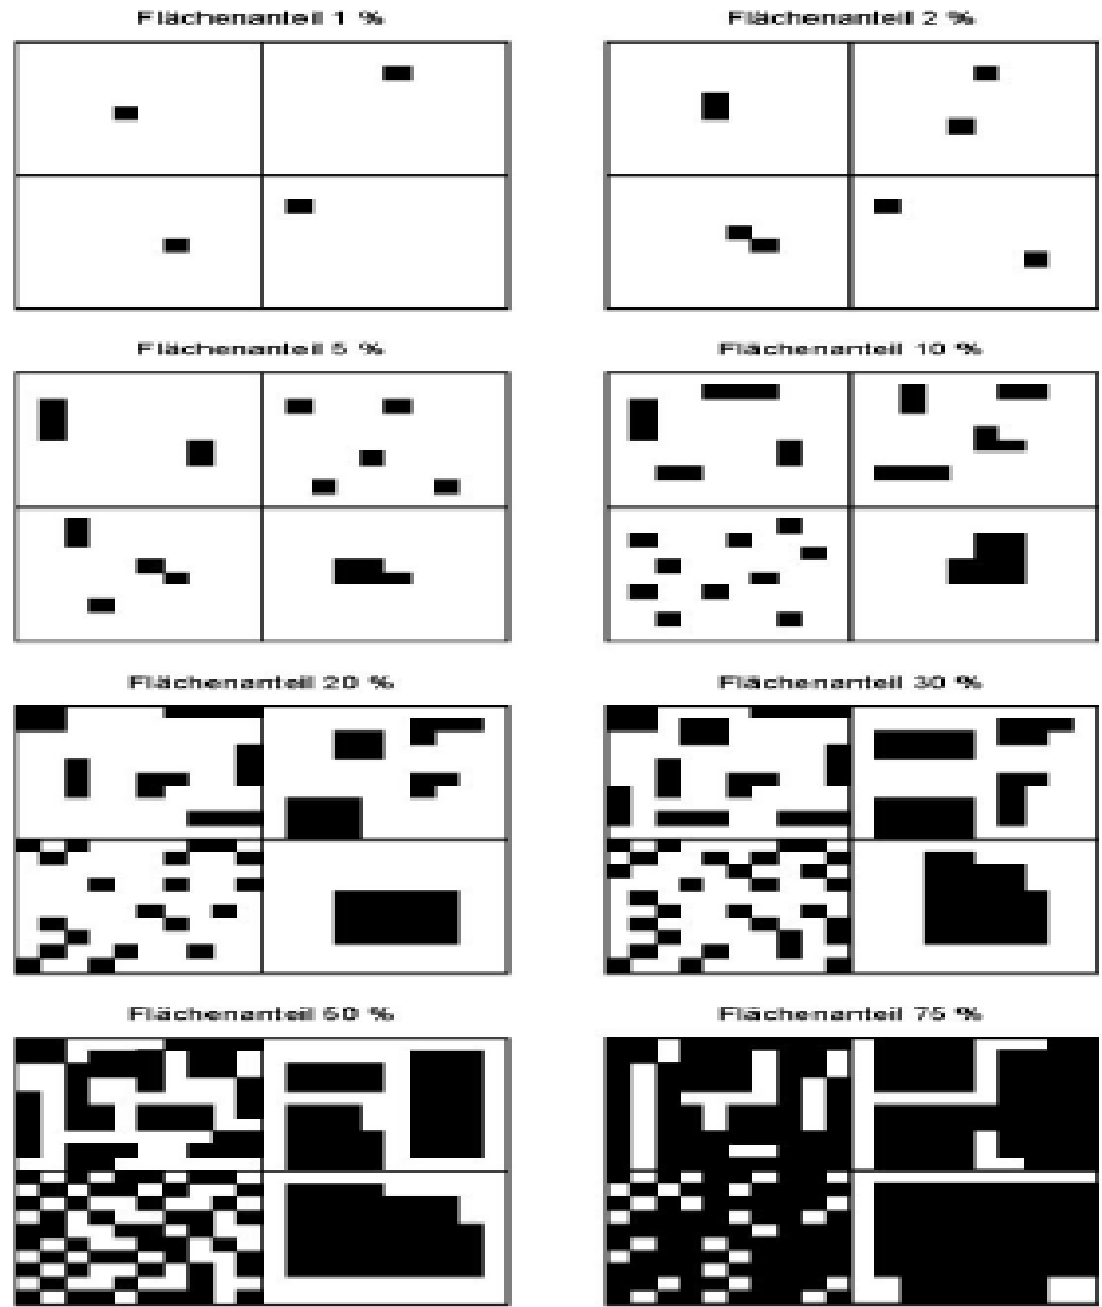 Flächenanteil 1 %
Flächenanteil 2 %
Flächenanteil 5 %
Flächenanteil 10 %
Flächenanteil 20 %
Flächenanteil 30 %
Flächenanteil 50 %
Flächenanteil 75 %